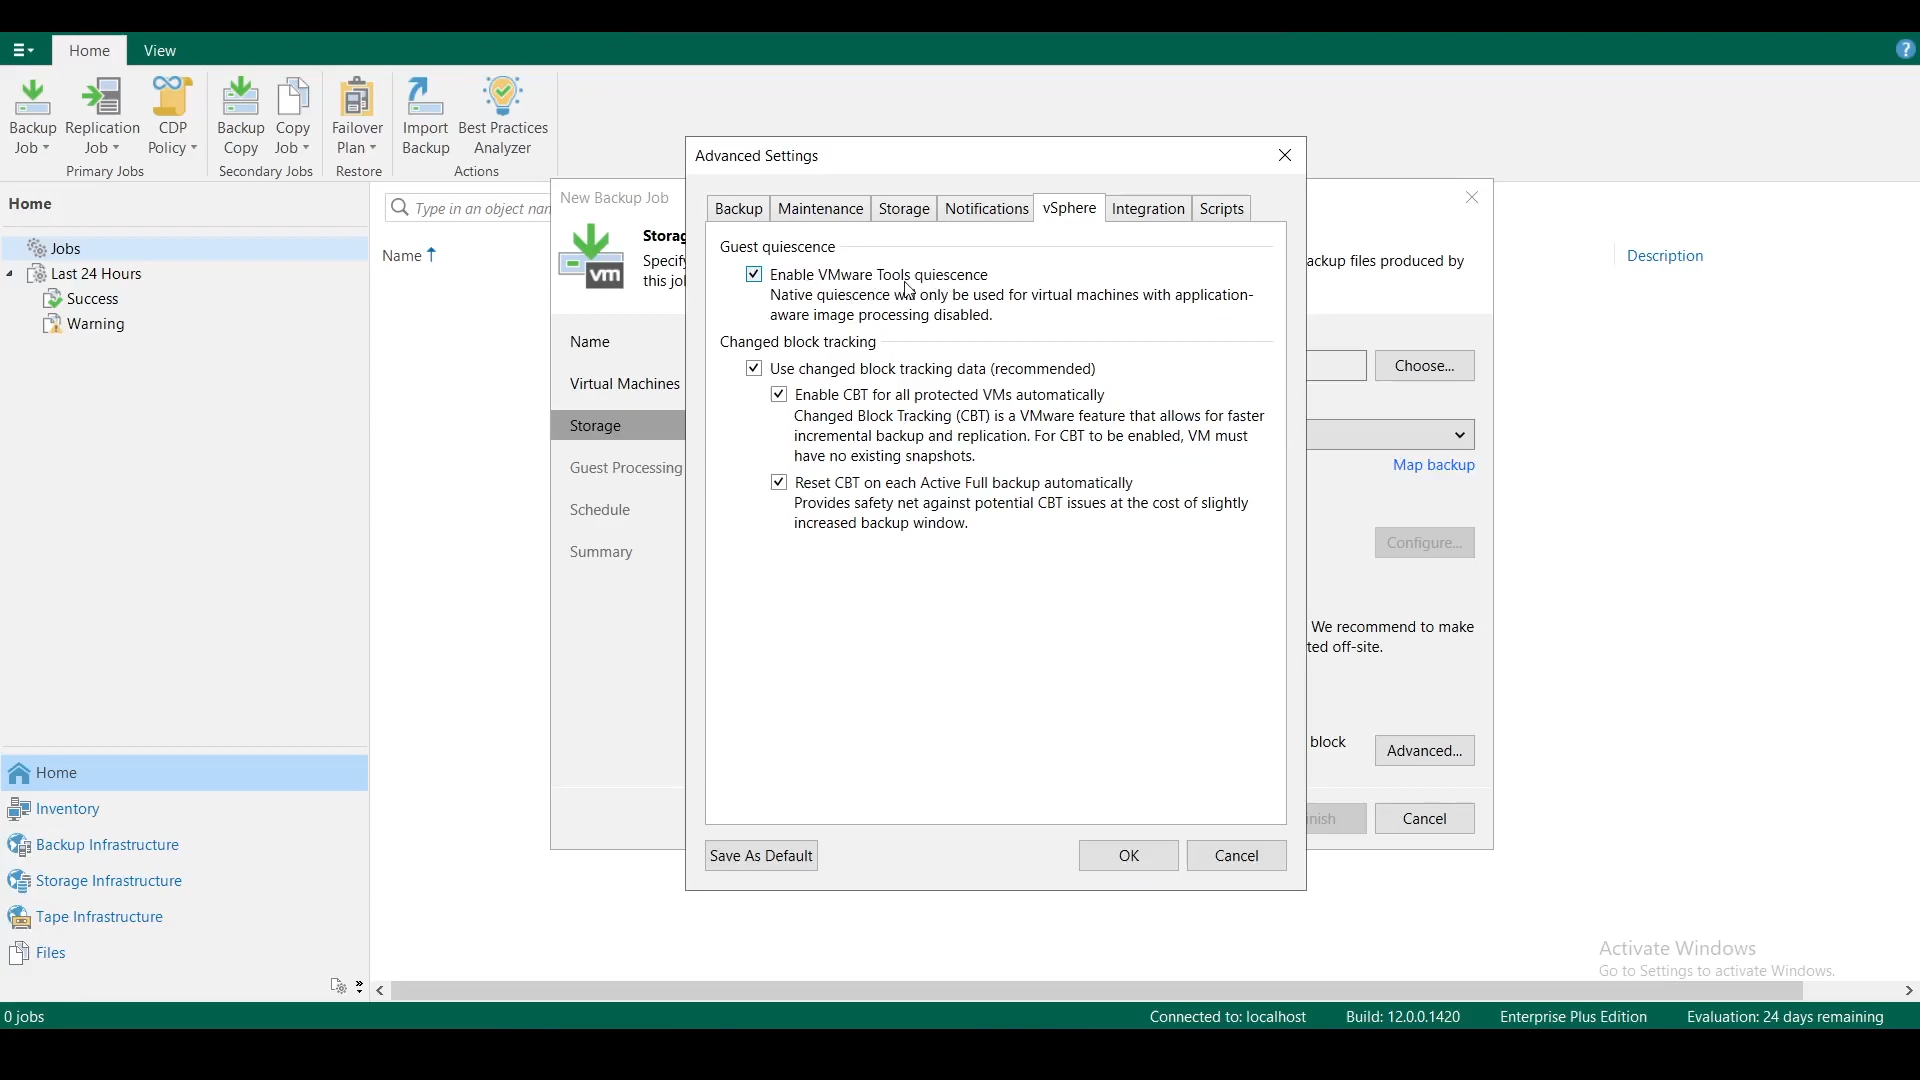 Home
View
?
Backup Job
Replication Job
CDP Policy
Primary Jobs
Backup Copy
Copy Job
Secondary Jobs
Failover Plan
Restore
Import Backup
Best Practices Analyzer
Actions
Home
Jobs
Last 24 Hours
Success
Warning
Home
Inventory
Backup Infrastructure
Storage Infrastructure
Tape Infrastructure
Files
Type in an object nan
Name
Description
New Backup Job
Storag
Specify
this jol
ackup files produced by
vm
Name
Virtual Machines
Storage
Guest Processing
Schedule
Summary
Choose...
Map backup
Configure...
We recommend to make
ted off-site.
block
Advanced...
inish
Cancel
Advanced Settings
Backup
Maintenance
Storage
Notifications
vSphere
Integration
Scripts
Guest quiescence
Enable VMware Tools quiescence
Native quiescence will only be used for virtual machines with application-
aware image processing disabled.
Changed block tracking
Use changed block tracking data (recommended)
Enable CBT for all protected VMs automatically
Changed Block Tracking (CBT) is a VMware feature that allows for faster
incremental backup and replication. For CBT to be enabled, VM must
have no existing snapshots.
Reset CBT on each Active Full backup automatically
Provides safety net against potential CBT issues at the cost of slightly
increased backup window.
Save As Default
OK
Cancel
Activate Windows
Go to Settings to activate Windows.
0 jobs
Connected to: localhost
Build: 12.0.0.1420
Enterprise Plus Edition
Evaluation: 24 days remaining